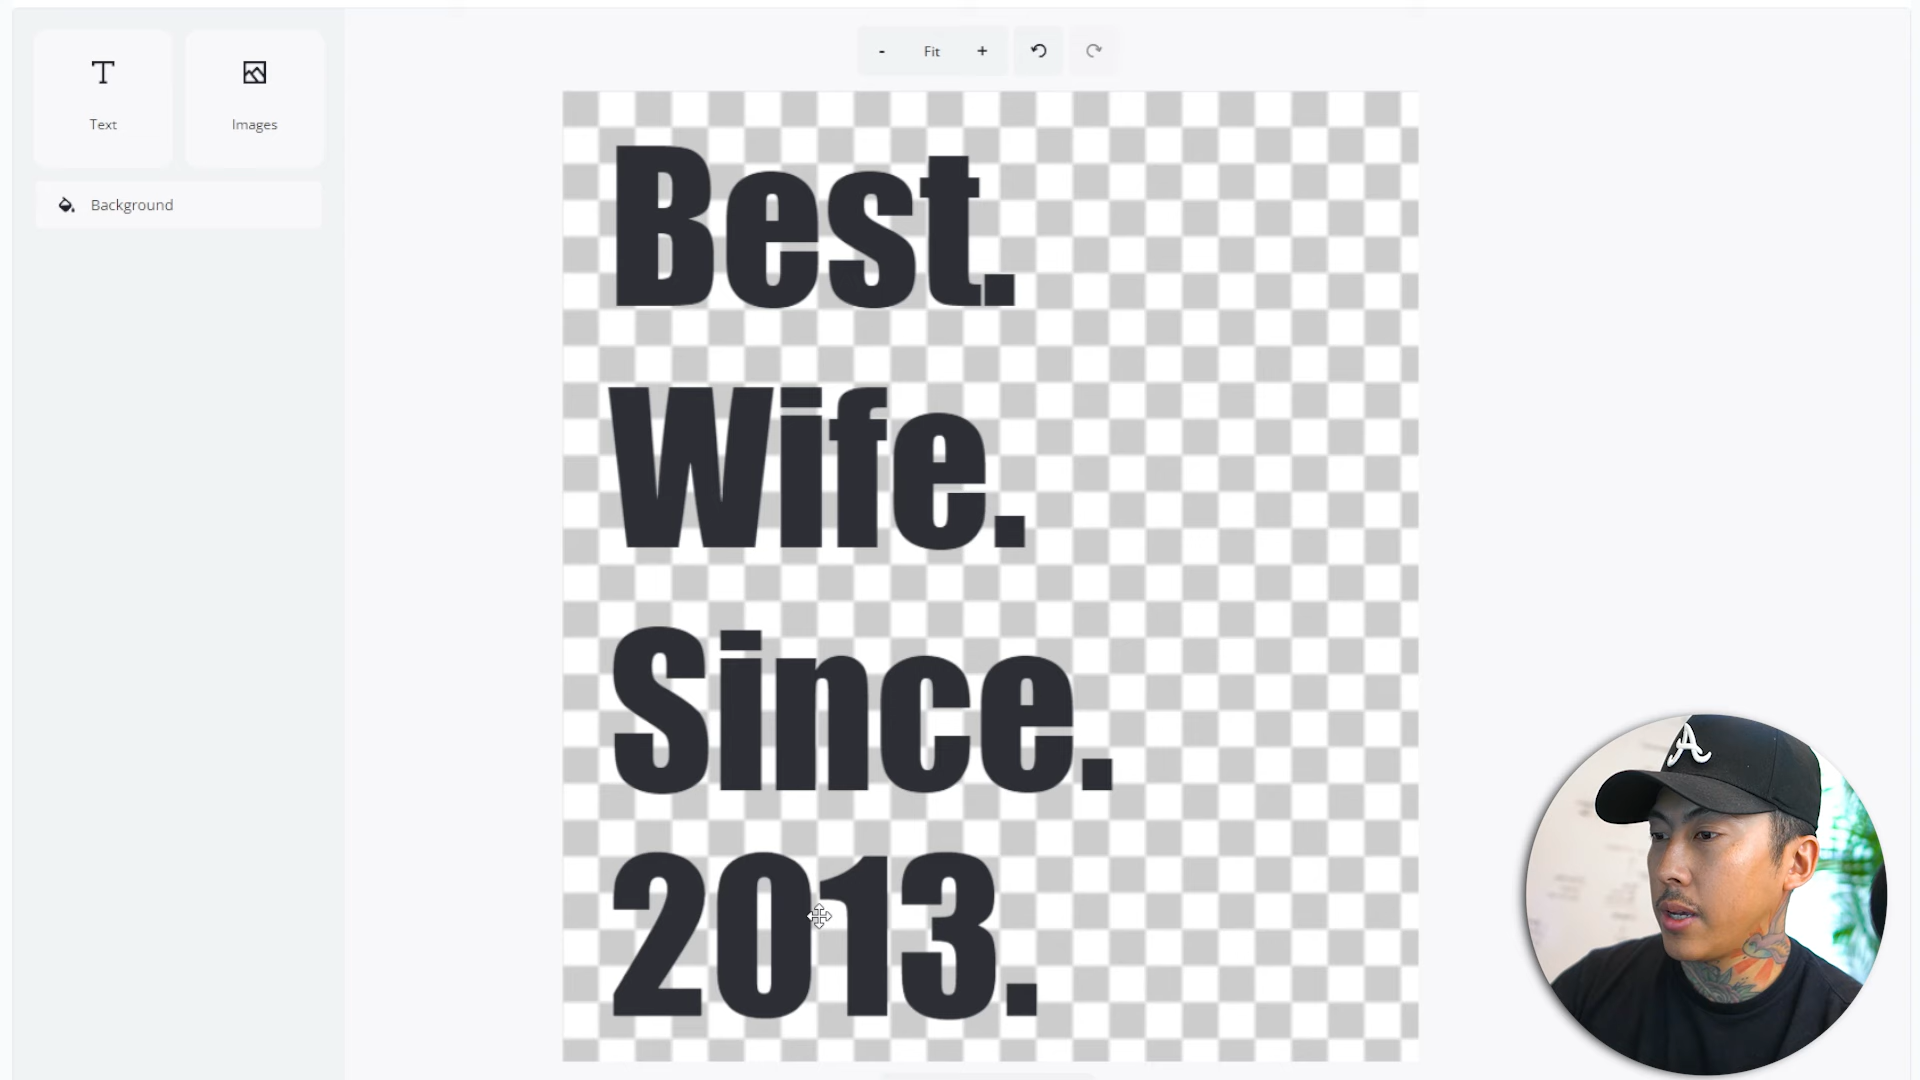 - Fit +
Text Images
Background
Best.
Wife.
Since.
2013.
A